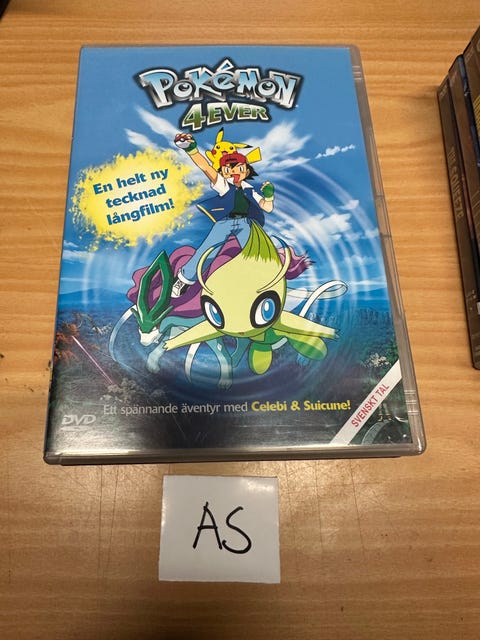 POKéMON
4EVER
En helt ny
tecknad
långfilm!
DVD
Ett spännande äventyr med Celebi & Suicune!
SVENSKT TAL
AS